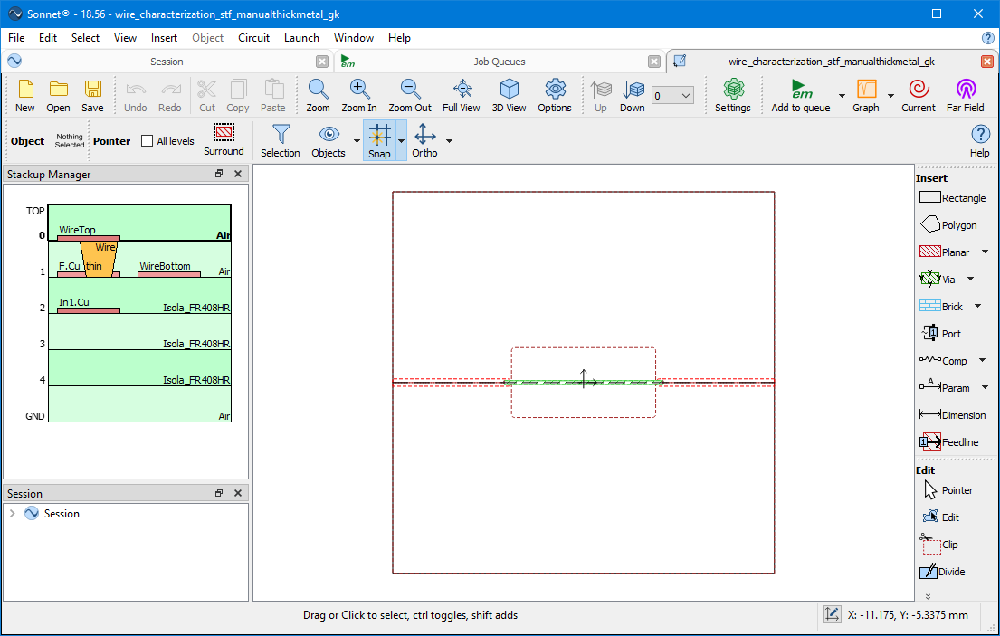 Sonnet® - 18.56 - wire_characterization_stf_manualthickmetal_gk
File Edit Select View Insert Object Circuit Launch Window Help
Session Job Queues wire_characterization_stf_manualthickmetal_gk
em
New Open Save Undo Redo Cut Copy Paste Zoom Zoom In Zoom Out Full View 3D View Options Up Down 0 Settings Add to queue Graph Current Far Field
em
Object Nothing Selected Pointer All levels Surround Selection Objects Snap Ortho Help
Stackup Manager
TOP
WireTop
0 Air
Wire
1 F.Cu_thin WireBottom Air
In1.Cu
2 Isola_FR408HR
3 Isola_FR408HR
4 Isola_FR408HR
GND Air
Session
Session
Insert
Rectangle
Polygon
Planar
Via
Brick
1 Port
Comp
A Param
Dimension
1 Feedline
Edit
Pointer
Edit
Clip
Divide
Drag or Click to select, ctrl toggles, shift adds
X: -11.175, Y: -5.3375 mm